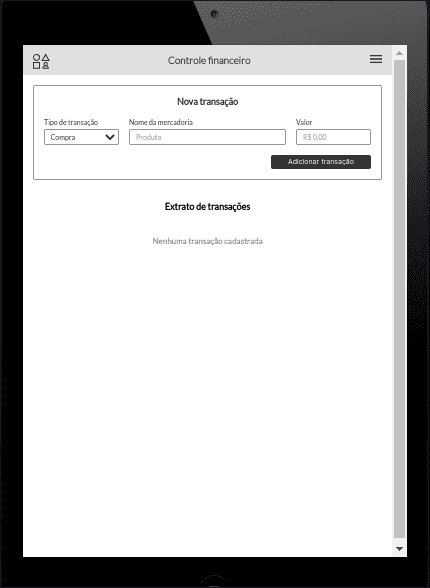 Controle financeiro
Nova transação
Tipo de transação Nome da mercadoria Valor
Compra Produto R$ 0,00
Adicionar transação
Extrato de transações
Nenhuma transação cadastrada